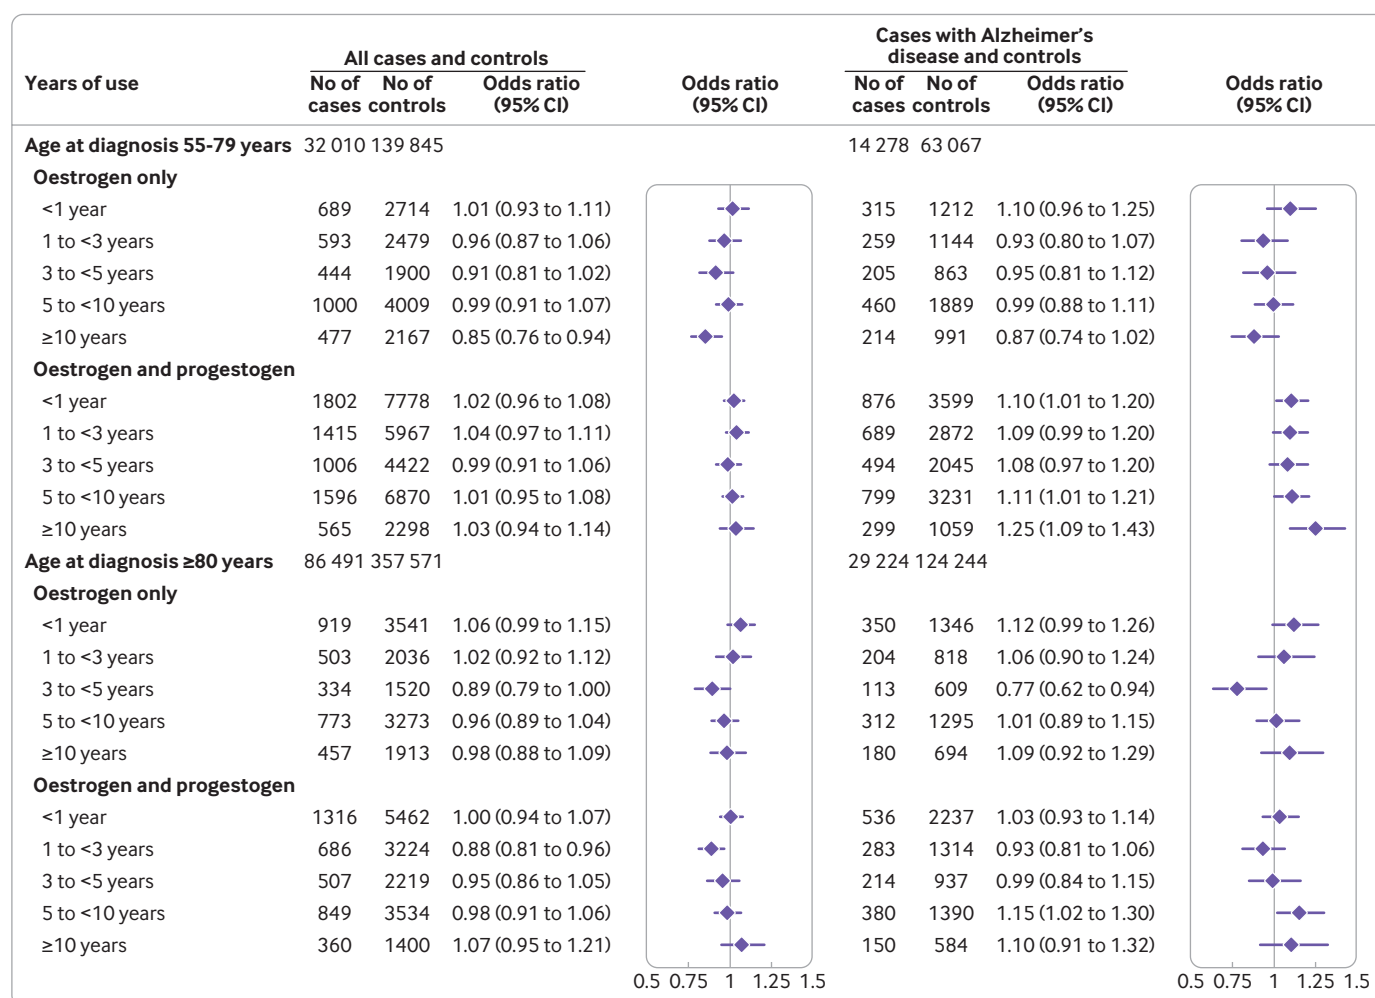 All cases and controls
Cases with Alzheimer's disease and controls
Years of use No of cases No of controls Odds ratio (95% CI) Odds ratio (95% CI) No of cases No of controls Odds ratio (95% CI) Odds ratio (95% CI)
Age at diagnosis 55-79 years 32 010 139 845 14 278 63 067
Oestrogen only
<1 year 689 2714 1.01 (0.93 to 1.11) 315 1212 1.10 (0.96 to 1.25)
1 to <3 years 593 2479 0.96 (0.87 to 1.06) 259 1144 0.93 (0.80 to 1.07)
3 to <5 years 444 1900 0.91 (0.81 to 1.02) 205 863 0.95 (0.81 to 1.12)
5 to <10 years 1000 4009 0.99 (0.91 to 1.07) 460 1889 0.99 (0.88 to 1.11)
≥10 years 477 2167 0.85 (0.76 to 0.94) 214 991 0.87 (0.74 to 1.02)
Oestrogen and progestogen
<1 year 1802 7778 1.02 (0.96 to 1.08) 876 3599 1.10 (1.01 to 1.20)
1 to <3 years 1415 5967 1.04 (0.97 to 1.11) 689 2872 1.09 (0.99 to 1.20)
3 to <5 years 1006 4422 0.99 (0.91 to 1.06) 494 2045 1.08 (0.97 to 1.20)
5 to <10 years 1596 6870 1.01 (0.95 to 1.08) 799 3231 1.11 (1.01 to 1.21)
≥10 years 565 2298 1.03 (0.94 to 1.14) 299 1059 1.25 (1.09 to 1.43)
Age at diagnosis ≥80 years 86 491 357 571 29 224 124 244
Oestrogen only
<1 year 919 3541 1.06 (0.99 to 1.15) 350 1346 1.12 (0.99 to 1.26)
1 to <3 years 503 2036 1.02 (0.92 to 1.12) 204 818 1.06 (0.90 to 1.24)
3 to <5 years 334 1520 0.89 (0.79 to 1.00) 113 609 0.77 (0.62 to 0.94)
5 to <10 years 773 3273 0.96 (0.89 to 1.04) 312 1295 1.01 (0.89 to 1.15)
≥10 years 457 1913 0.98 (0.88 to 1.09) 180 694 1.09 (0.92 to 1.29)
Oestrogen and progestogen
<1 year 1316 5462 1.00 (0.94 to 1.07) 536 2237 1.03 (0.93 to 1.14)
1 to <3 years 686 3224 0.88 (0.81 to 0.96) 283 1314 0.93 (0.81 to 1.06)
3 to <5 years 507 2219 0.95 (0.86 to 1.05) 214 937 0.99 (0.84 to 1.15)
5 to <10 years 849 3534 0.98 (0.91 to 1.06) 380 1390 1.15 (1.02 to 1.30)
≥10 years 360 1400 1.07 (0.95 to 1.21) 150 584 1.10 (0.91 to 1.32)
0.5 0.75 1 1.25 1.5 0.5 0.75 1 1.25 1.5